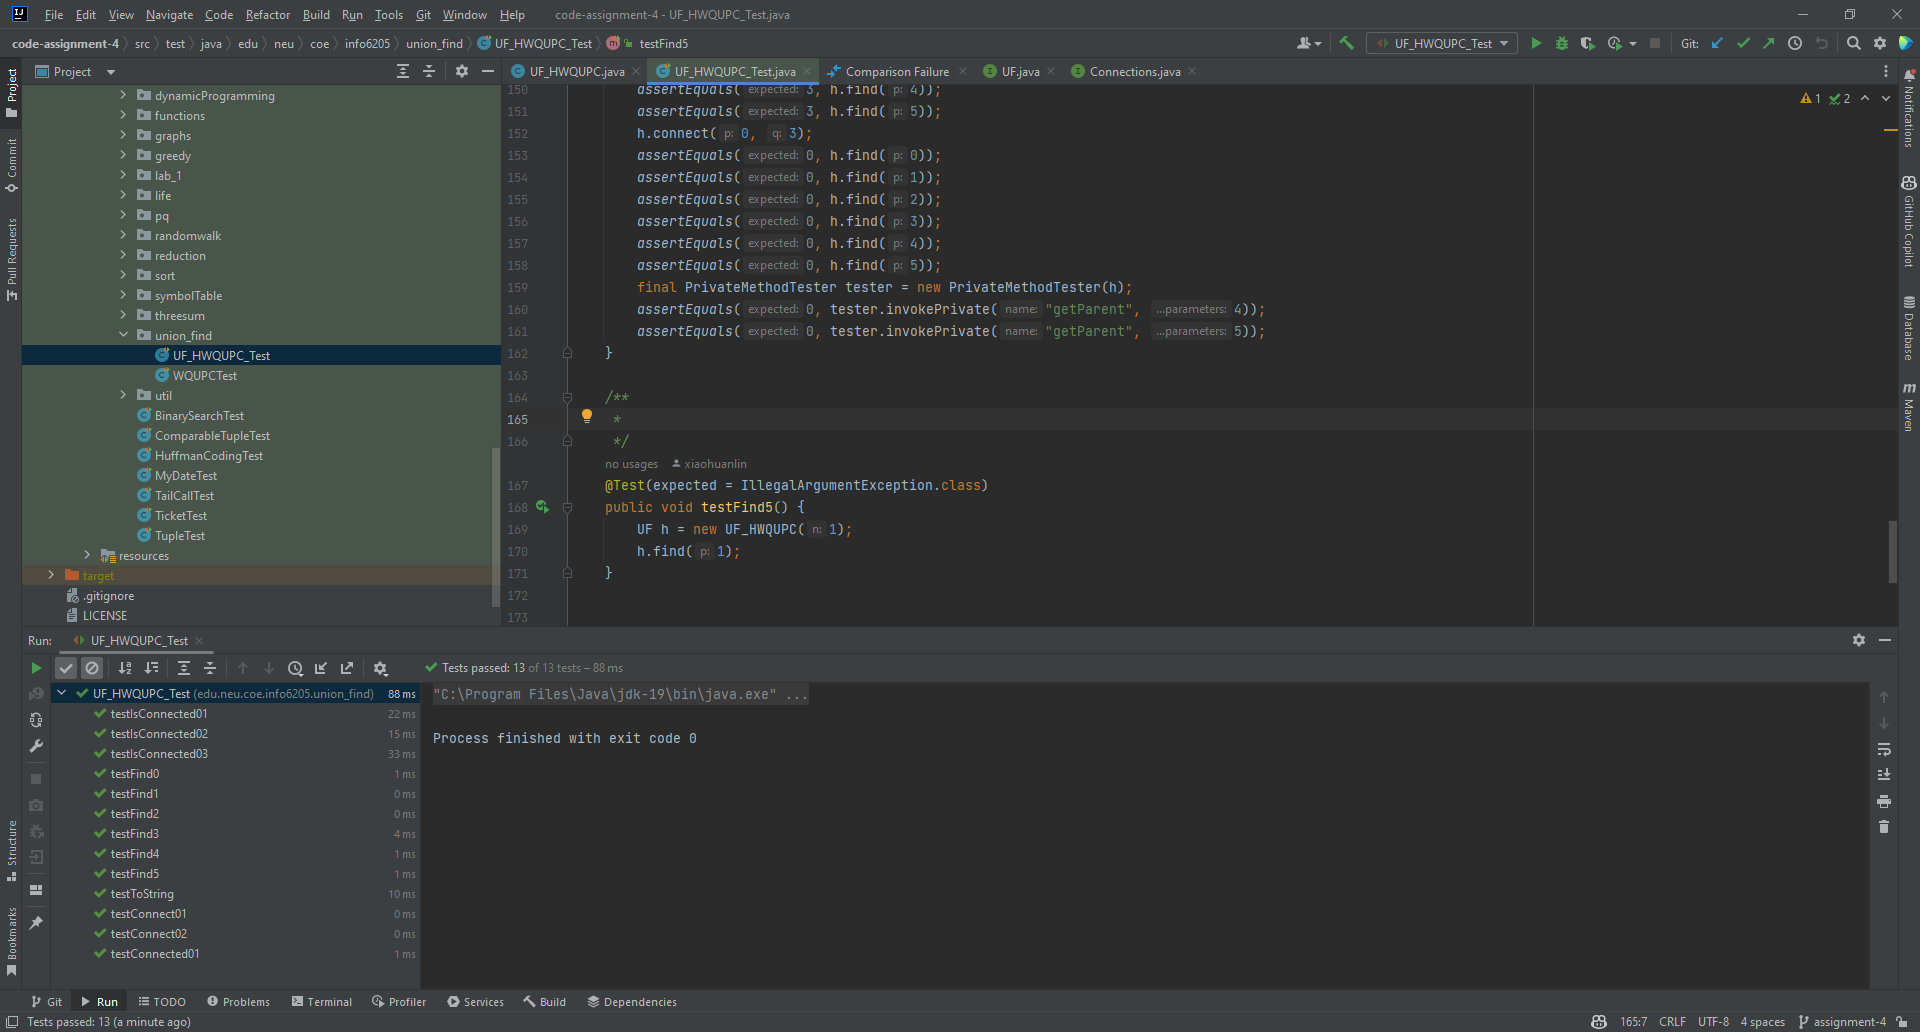 File Edit View Navigate Code Refactor Build Run Tools Git Window Help code-assignment-4 - UF_HWQUPC_Test.java
code-assignment-4 src test java edu neu coe info6205 union_find UF_HWQUPC_Test testFind5 UF_HWQUPC_Test Git:
Project
UF_HWQUPC.java UF_HWQUPC_Test.java Comparison Failure UF.java Connections.java
Project
Commit
Pull Requests
Structure
Bookmarks
dynamicProgramming
functions
graphs
greedy
lab_1
life
pq
randomwalk
reduction
sort
symbolTable
threesum
union_find
UF_HWQUPC_Test
WQUPCTest
util
BinarySearchTest
ComparableTupleTest
HuffmanCodingTest
MyDateTest
TailCallTest
TicketTest
TupleTest
resources
target
.gitignore
LICENSE
1 2
150 assertEquals( expected: 3, h.find( p: 4));
151 assertEquals( expected: 3, h.find( p: 5));
152 h.connect( p: 0, q: 3);
153 assertEquals( expected: 0, h.find( p: 0));
154 assertEquals( expected: 0, h.find( p: 1));
155 assertEquals( expected: 0, h.find( p: 2));
156 assertEquals( expected: 0, h.find( p: 3));
157 assertEquals( expected: 0, h.find( p: 4));
158 assertEquals( expected: 0, h.find( p: 5));
159 final PrivateMethodTester tester = new PrivateMethodTester(h);
160 assertEquals( expected: 0, tester.invokePrivate( name: "getParent", ...parameters: 4));
161 assertEquals( expected: 0, tester.invokePrivate( name: "getParent", ...parameters: 5));
162 }
163
164 /**
165 *
166 */
no usages xiaohuanlin
167 @Test(expected = IllegalArgumentException.class)
168 public void testFind5() {
169 UF h = new UF_HWQUPC( n: 1);
170 h.find( p: 1);
171 }
172
173
Notifications
GitHub Copilot
Database
m Maven
Run: UF_HWQUPC_Test
Tests passed: 13 of 13 tests – 88 ms
UF_HWQUPC_Test (edu.neu.coe.info6205.union_find) 88 ms
testIsConnected01 22 ms
testIsConnected02 15 ms
testIsConnected03 33 ms
testFind0 1 ms
testFind1 0 ms
testFind2 0 ms
testFind3 4 ms
testFind4 1 ms
testFind5 1 ms
testToString 10 ms
testConnect01 0 ms
testConnect02 0 ms
testConnected01 1 ms
"C:\Program Files\Java\jdk-19\bin\java.exe" ...
Process finished with exit code 0
Git Run TODO Problems Terminal Profiler Services Build Dependencies
Tests passed: 13 (a minute ago) 165:7 CRLF UTF-8 4 spaces assignment-4